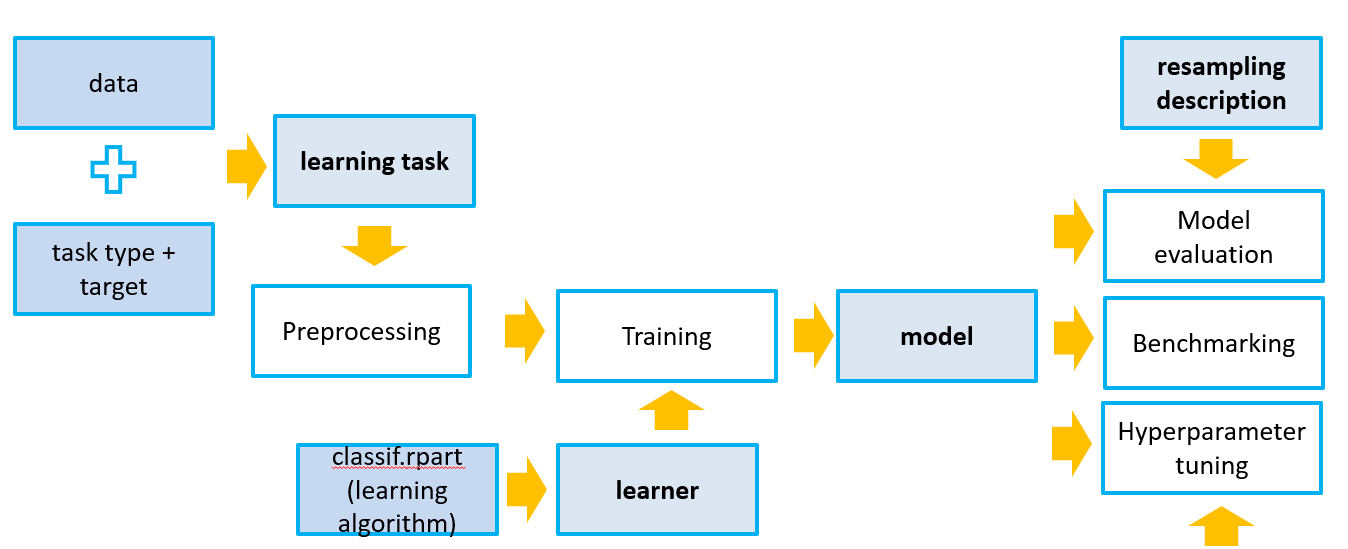 data
task type +
target
learning task
Preprocessing
Training
model
classif.rpart
(learning
algorithm)
learner
resampling
description
Model
evaluation
Benchmarking
Hyperparameter
tuning